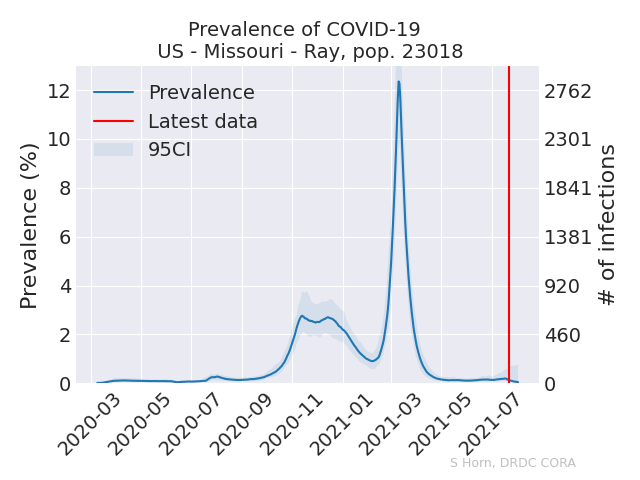 Prevalence of COVID-19
US - Missouri - Ray, pop. 23018
Prevalence (%)
12
10
8
6
4
2
0
Prevalence
Latest data
95CI
2762
2301
1841
1381
920
460
0
# of infections
2020-03
2020-05
2020-07
2020-09
2020-11
2021-01
2021-03
2021-05
2021-07
S Horn, DRDC CORA